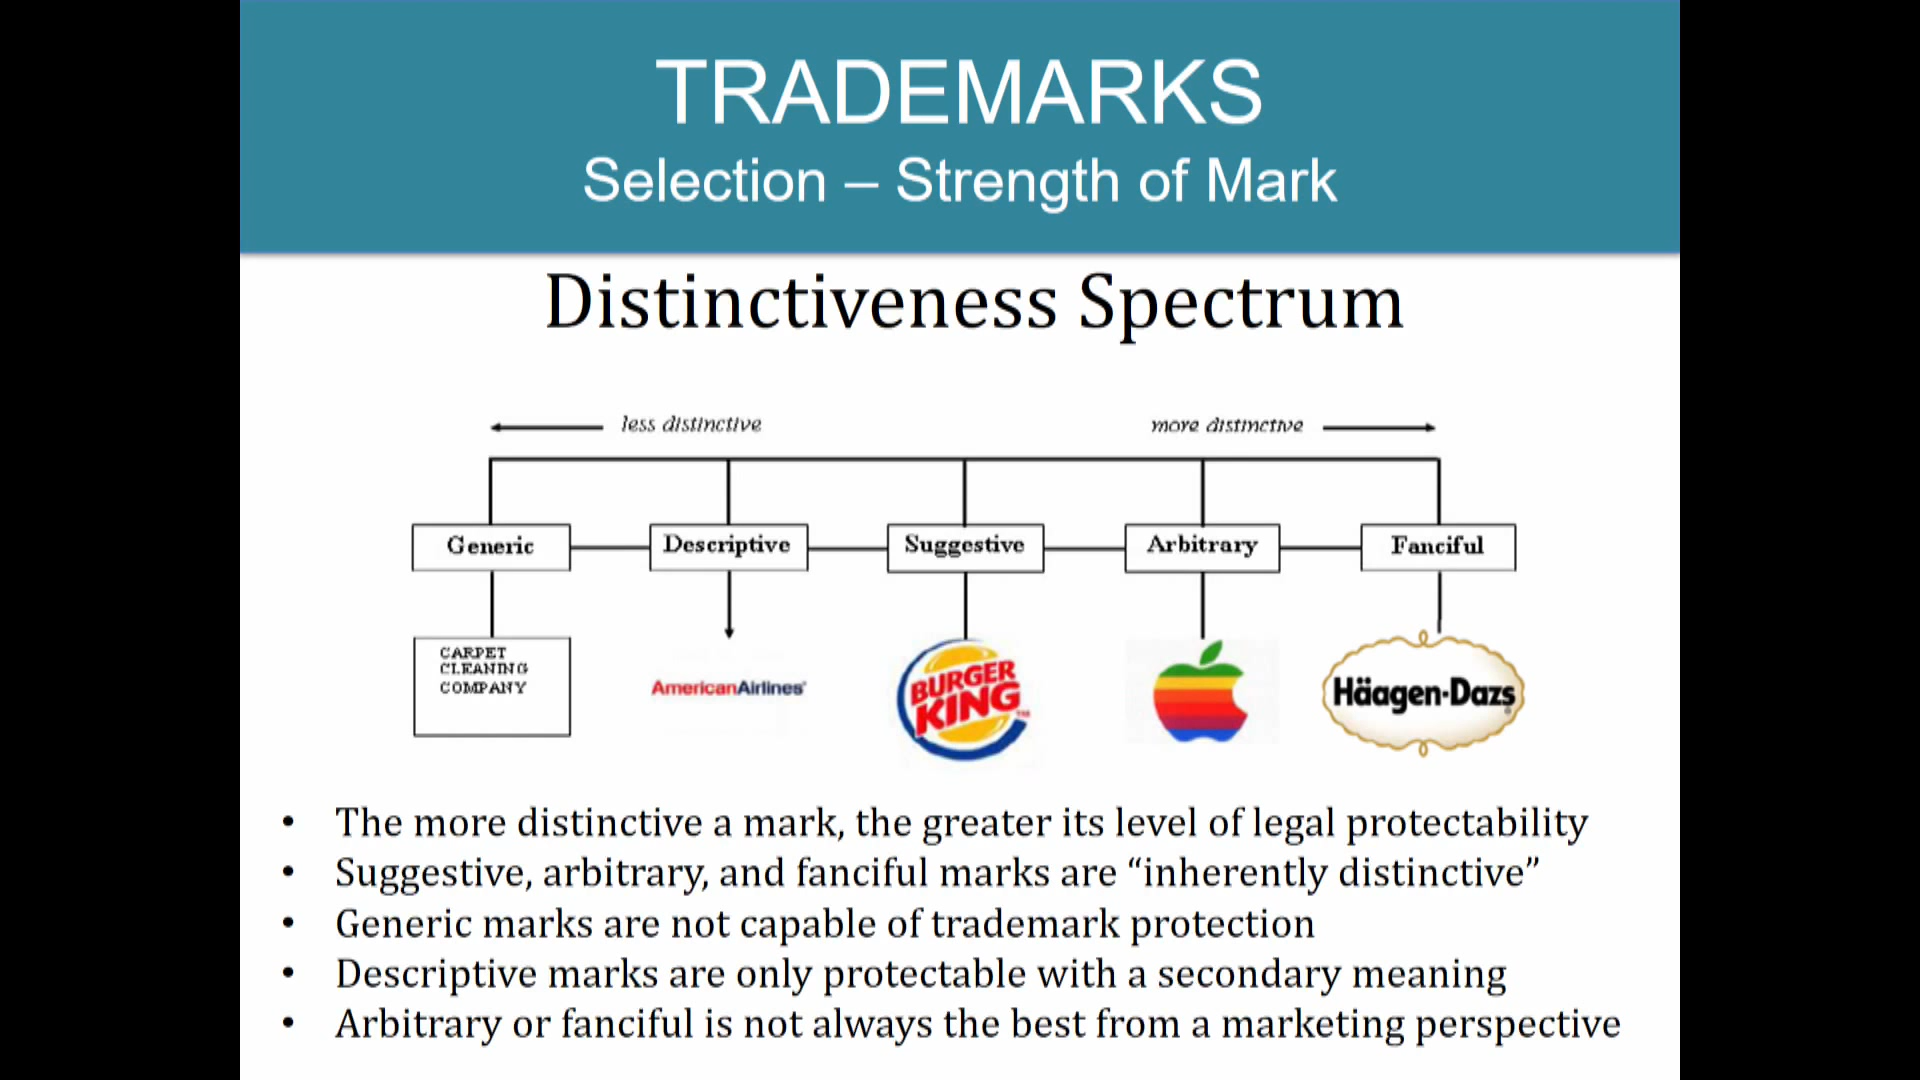 TRADEMARKS
Selection – Strength of Mark
Distinctiveness Spectrum
less distinctive
more distinctive
Generic
Descriptive
Suggestive
Arbitrary
Fanciful
CARPET
CLEANING
COMPANY
AmericanAirlines®
BURGER
KING™
Häagen-Dazs®
• The more distinctive a mark, the greater its level of legal protectability
• Suggestive, arbitrary, and fanciful marks are “inherently distinctive”
• Generic marks are not capable of trademark protection
• Descriptive marks are only protectable with a secondary meaning
• Arbitrary or fanciful is not always the best from a marketing perspective